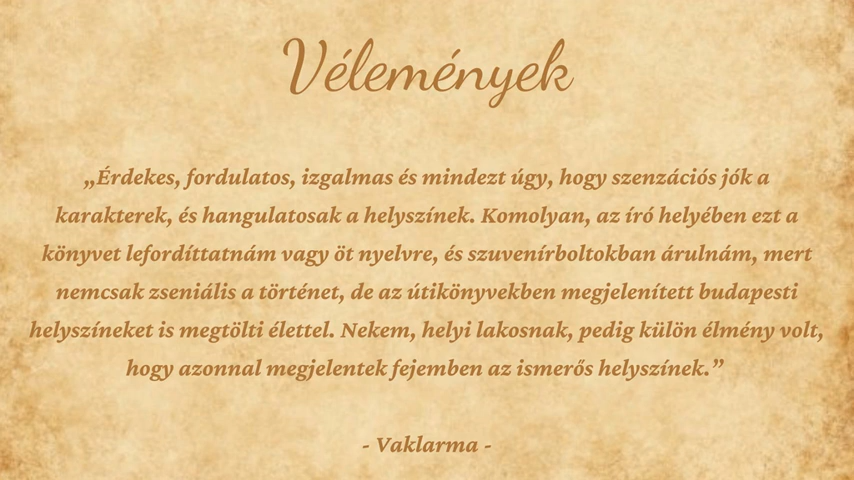 Vélemények
„Érdekes, fordulatos, izgalmas és mindezt úgy, hogy szenzációs jók a
karakterek, és hangulatosak a helyszínek. Komolyan, az író helyében ezt a
könyvet lefordíttatnám vagy öt nyelvre, és szuvenírboltokban árulnám, mert
nemcsak zseniális a történet, de az útikönyvekben megjelenített budapesti
helyszíneket is megtölti élettel. Nekem, helyi lakosnak, pedig külön élmény volt,
hogy azonnal megjelentek fejemben az ismerős helyszínek.”
- Vaklarma -